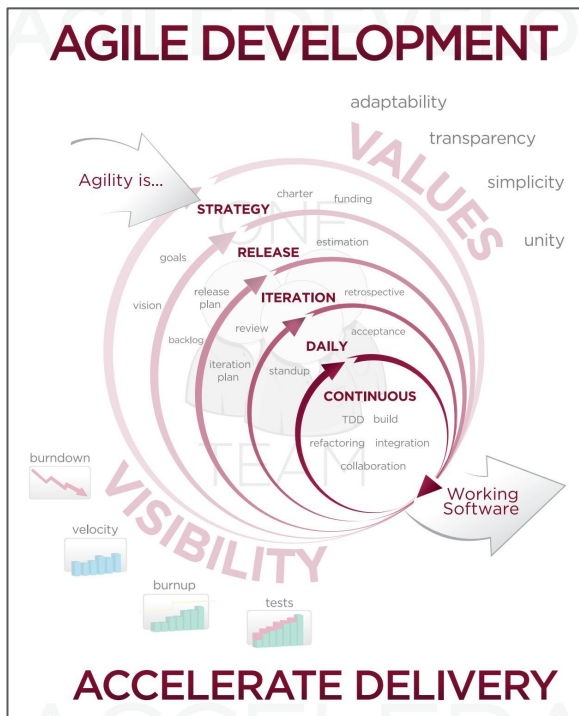 AGILE DEVELOPMENT
adaptability
transparency
simplicity
unity
VALUES
Agility is...
charter
funding
STRATEGY
goals
RELEASE
estimation
vision
release
plan
ITERATION
retrospective
backlog
review
acceptance
DAILY
iteration
plan
standup
CONTINUOUS
TDD
build
refactoring
integration
collaboration
ONE
TEAM
Working
Software
VISIBILITY
burndown
velocity
burnup
tests
ACCELERATE DELIVERY